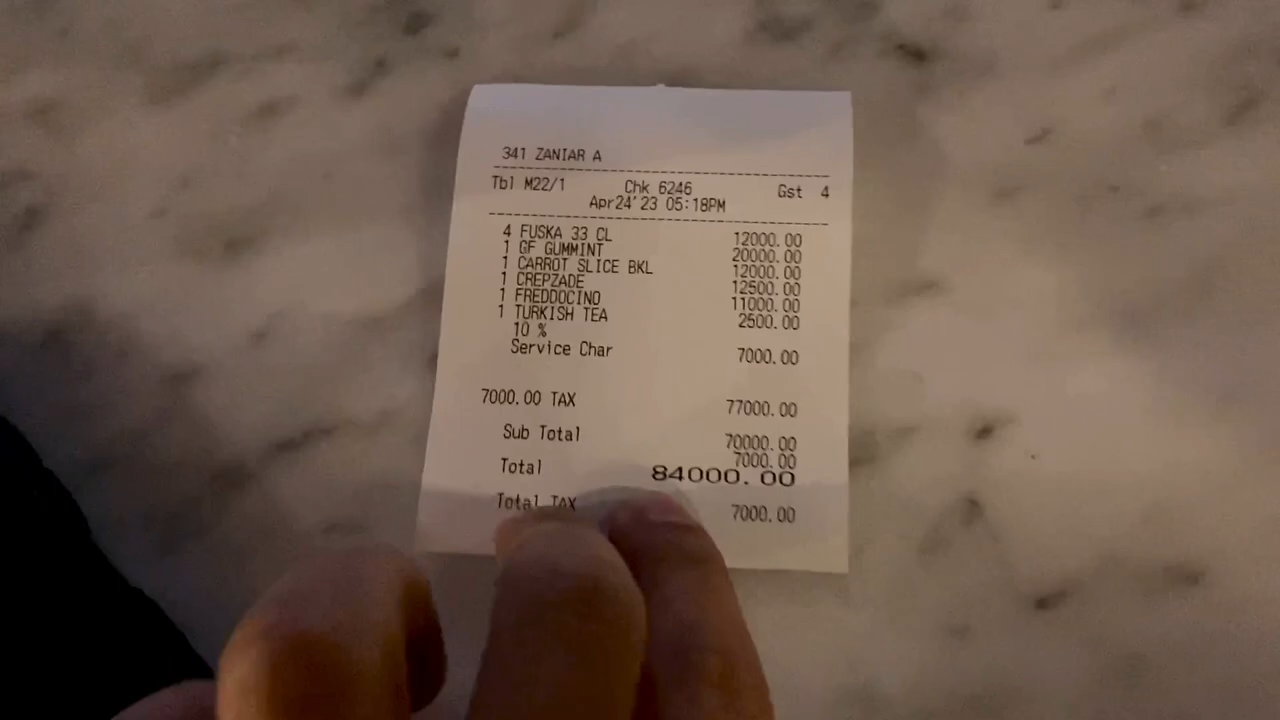 341 ZANIAR A
Tbl M22/1 Chk 6246 Gst 4
Apr24'23 05:18PM
4 FUSKA 33 CL 12000.00
1 GF GUMMINT 20000.00
1 CARROT SLICE BKL 12000.00
1 CREPZADE 12500.00
1 FREDDOCINO 11000.00
1 TURKISH TEA 2500.00
10 %
Service Char 7000.00
7000.00 TAX 77000.00
Sub Total 70000.00
7000.00
Total 84000.00
Total TAX 7000.00